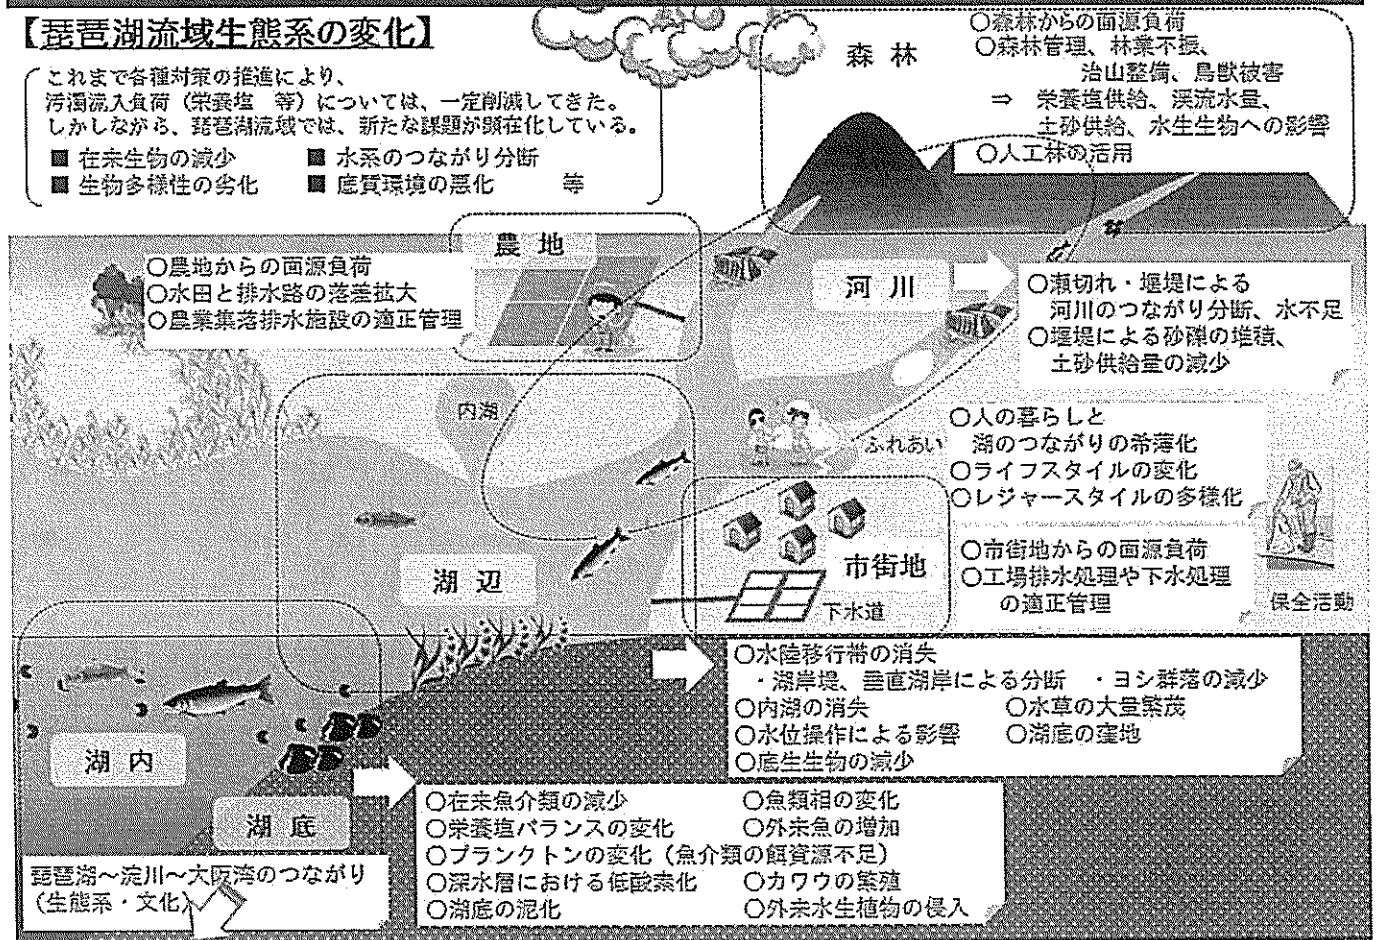 【琵琶湖流域生態系の変化】
これまで各種対策の推進により、
汚濁流入負荷（栄養塩　等）については、一定削減してきた。
しかしながら、琵琶湖流域では、新たな課題が顕在化している。
■ 在来生物の減少　■ 水系のつながり分断
■ 生物多様性の劣化　■ 底質環境の悪化　等
森林
○森林からの面源負荷
○森林管理、林業不振、
治山整備、鳥獣被害
⇒ 栄養塩供給、渓流水量、
土砂供給、水生生物への影響
○人工林の活用
農地
○農地からの面源負荷
○水田と排水路の落差拡大
○農業集落排水施設の適正管理
河川
○瀬切れ・堰堤による
河川のつながり分断、水不足
○堰堤による砂礫の堆積、
土砂供給量の減少
内湖
ふれあい
○人の暮らしと
湖のつながりの希薄化
○ライフスタイルの変化
○レジャースタイルの多様化
湖辺
市街地
下水道
○市街地からの面源負荷
○工場排水処理や下水処理
の適正管理
保全活動
○水陸移行帯の消失
・湖岸堤、垂直湖岸による分断　・ヨシ群落の減少
○内湖の消失　○水草の大量繁茂
○水位操作による影響　○湖底の窪地
○底生生物の減少
湖内
湖底
○在来魚介類の減少　○魚類相の変化
○栄養塩バランスの変化　○外来魚の増加
○プランクトンの変化（魚介類の餌資源不足）
○深水層における低酸素化　○カワウの繁殖
○湖底の泥化　○外来水生植物の侵入
琵琶湖～淀川～大阪湾のつながり
（生態系・文化）